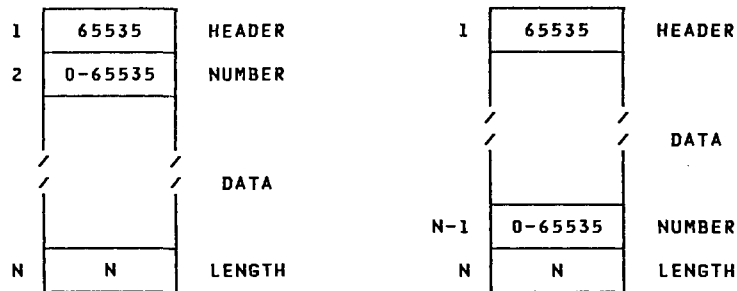 1 65535 HEADER
2 0-65535 NUMBER
DATA
N N LENGTH
1 65535 HEADER
DATA
N-1 0-65535 NUMBER
N N LENGTH